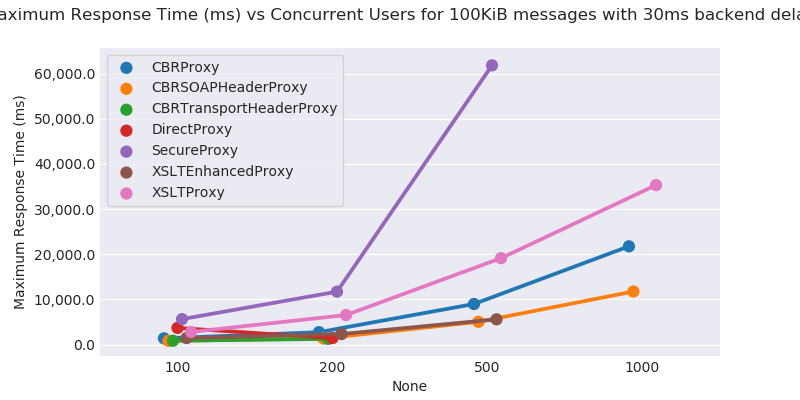 aximum Response Time (ms) vs Concurrent Users for 100KiB messages with 30ms backend dela
CBRProxy
CBRSOAPHeaderProxy
CBRTransportHeaderProxy
DirectProxy
SecureProxy
XSLTEnhancedProxy
XSLTProxy
Maximum Response Time (ms)
60,000.0
50,000.0
40,000.0
30,000.0
20,000.0
10,000.0
0.0
100 200 500 1000
None